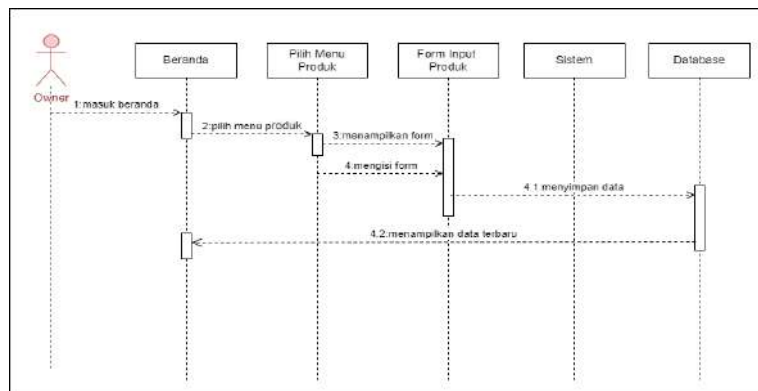 Beranda
Pilih Menu
Produk
Form Input
Produk
Sistem
Database
Owner
1:masuk beranda
2:pilih menu produk
3:menampilkan form
4:mengisi form
4.1 menyimpan data
4.2:menampilkan data terbaru